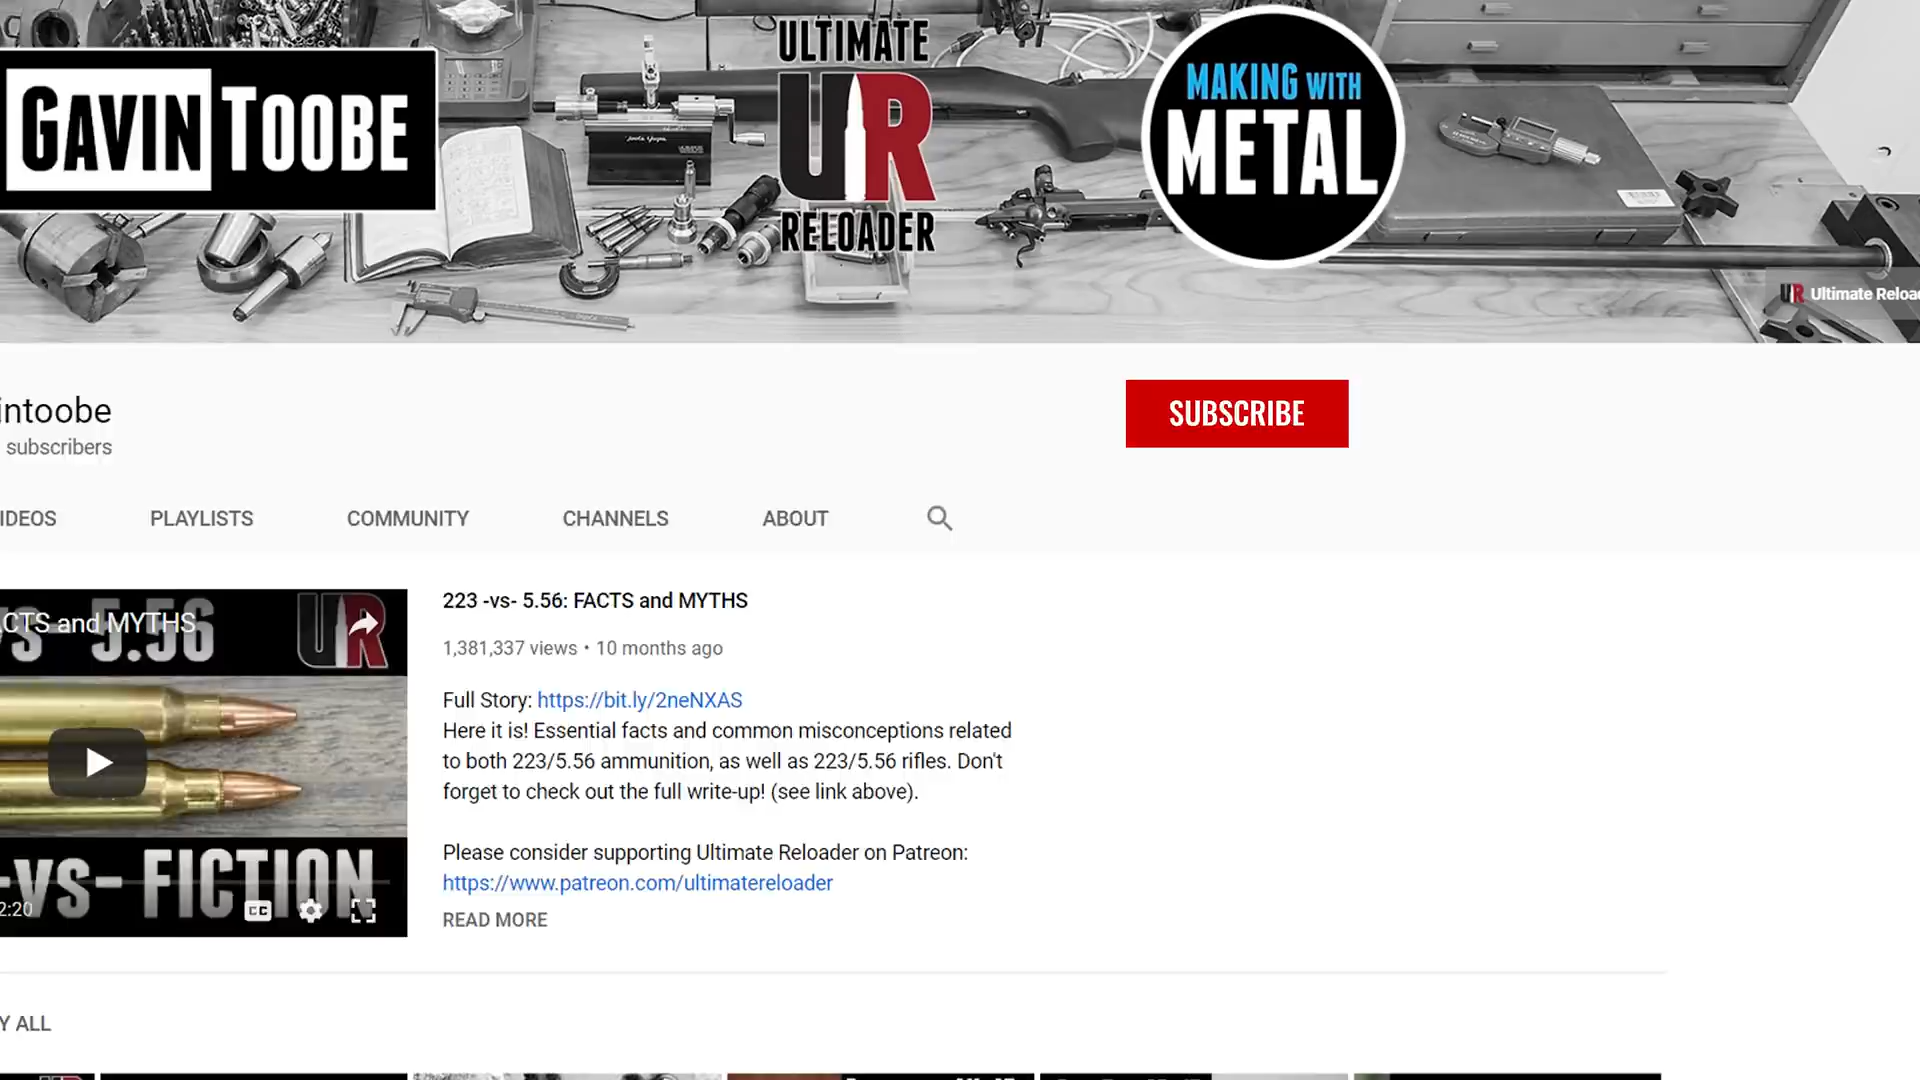 GAVIN TOOBE
ULTIMATE
UR
RELOADER
MAKING WITH
METAL
UR Ultimate Reloa
intoobe
subscribers
SUBSCRIBE
IDEOS
PLAYLISTS
COMMUNITY
CHANNELS
ABOUT
CTS and MYTHS
5.56
UR
-VS- FICTION
2:20
CC
223 -vs- 5.56: FACTS and MYTHS
1,381,337 views • 10 months ago
Full Story: https://bit.ly/2neNXAS
Here it is! Essential facts and common misconceptions related
to both 223/5.56 ammunition, as well as 223/5.56 rifles. Don't
forget to check out the full write-up! (see link above).
Please consider supporting Ultimate Reloader on Patreon:
https://www.patreon.com/ultimatereloader
READ MORE
Y ALL